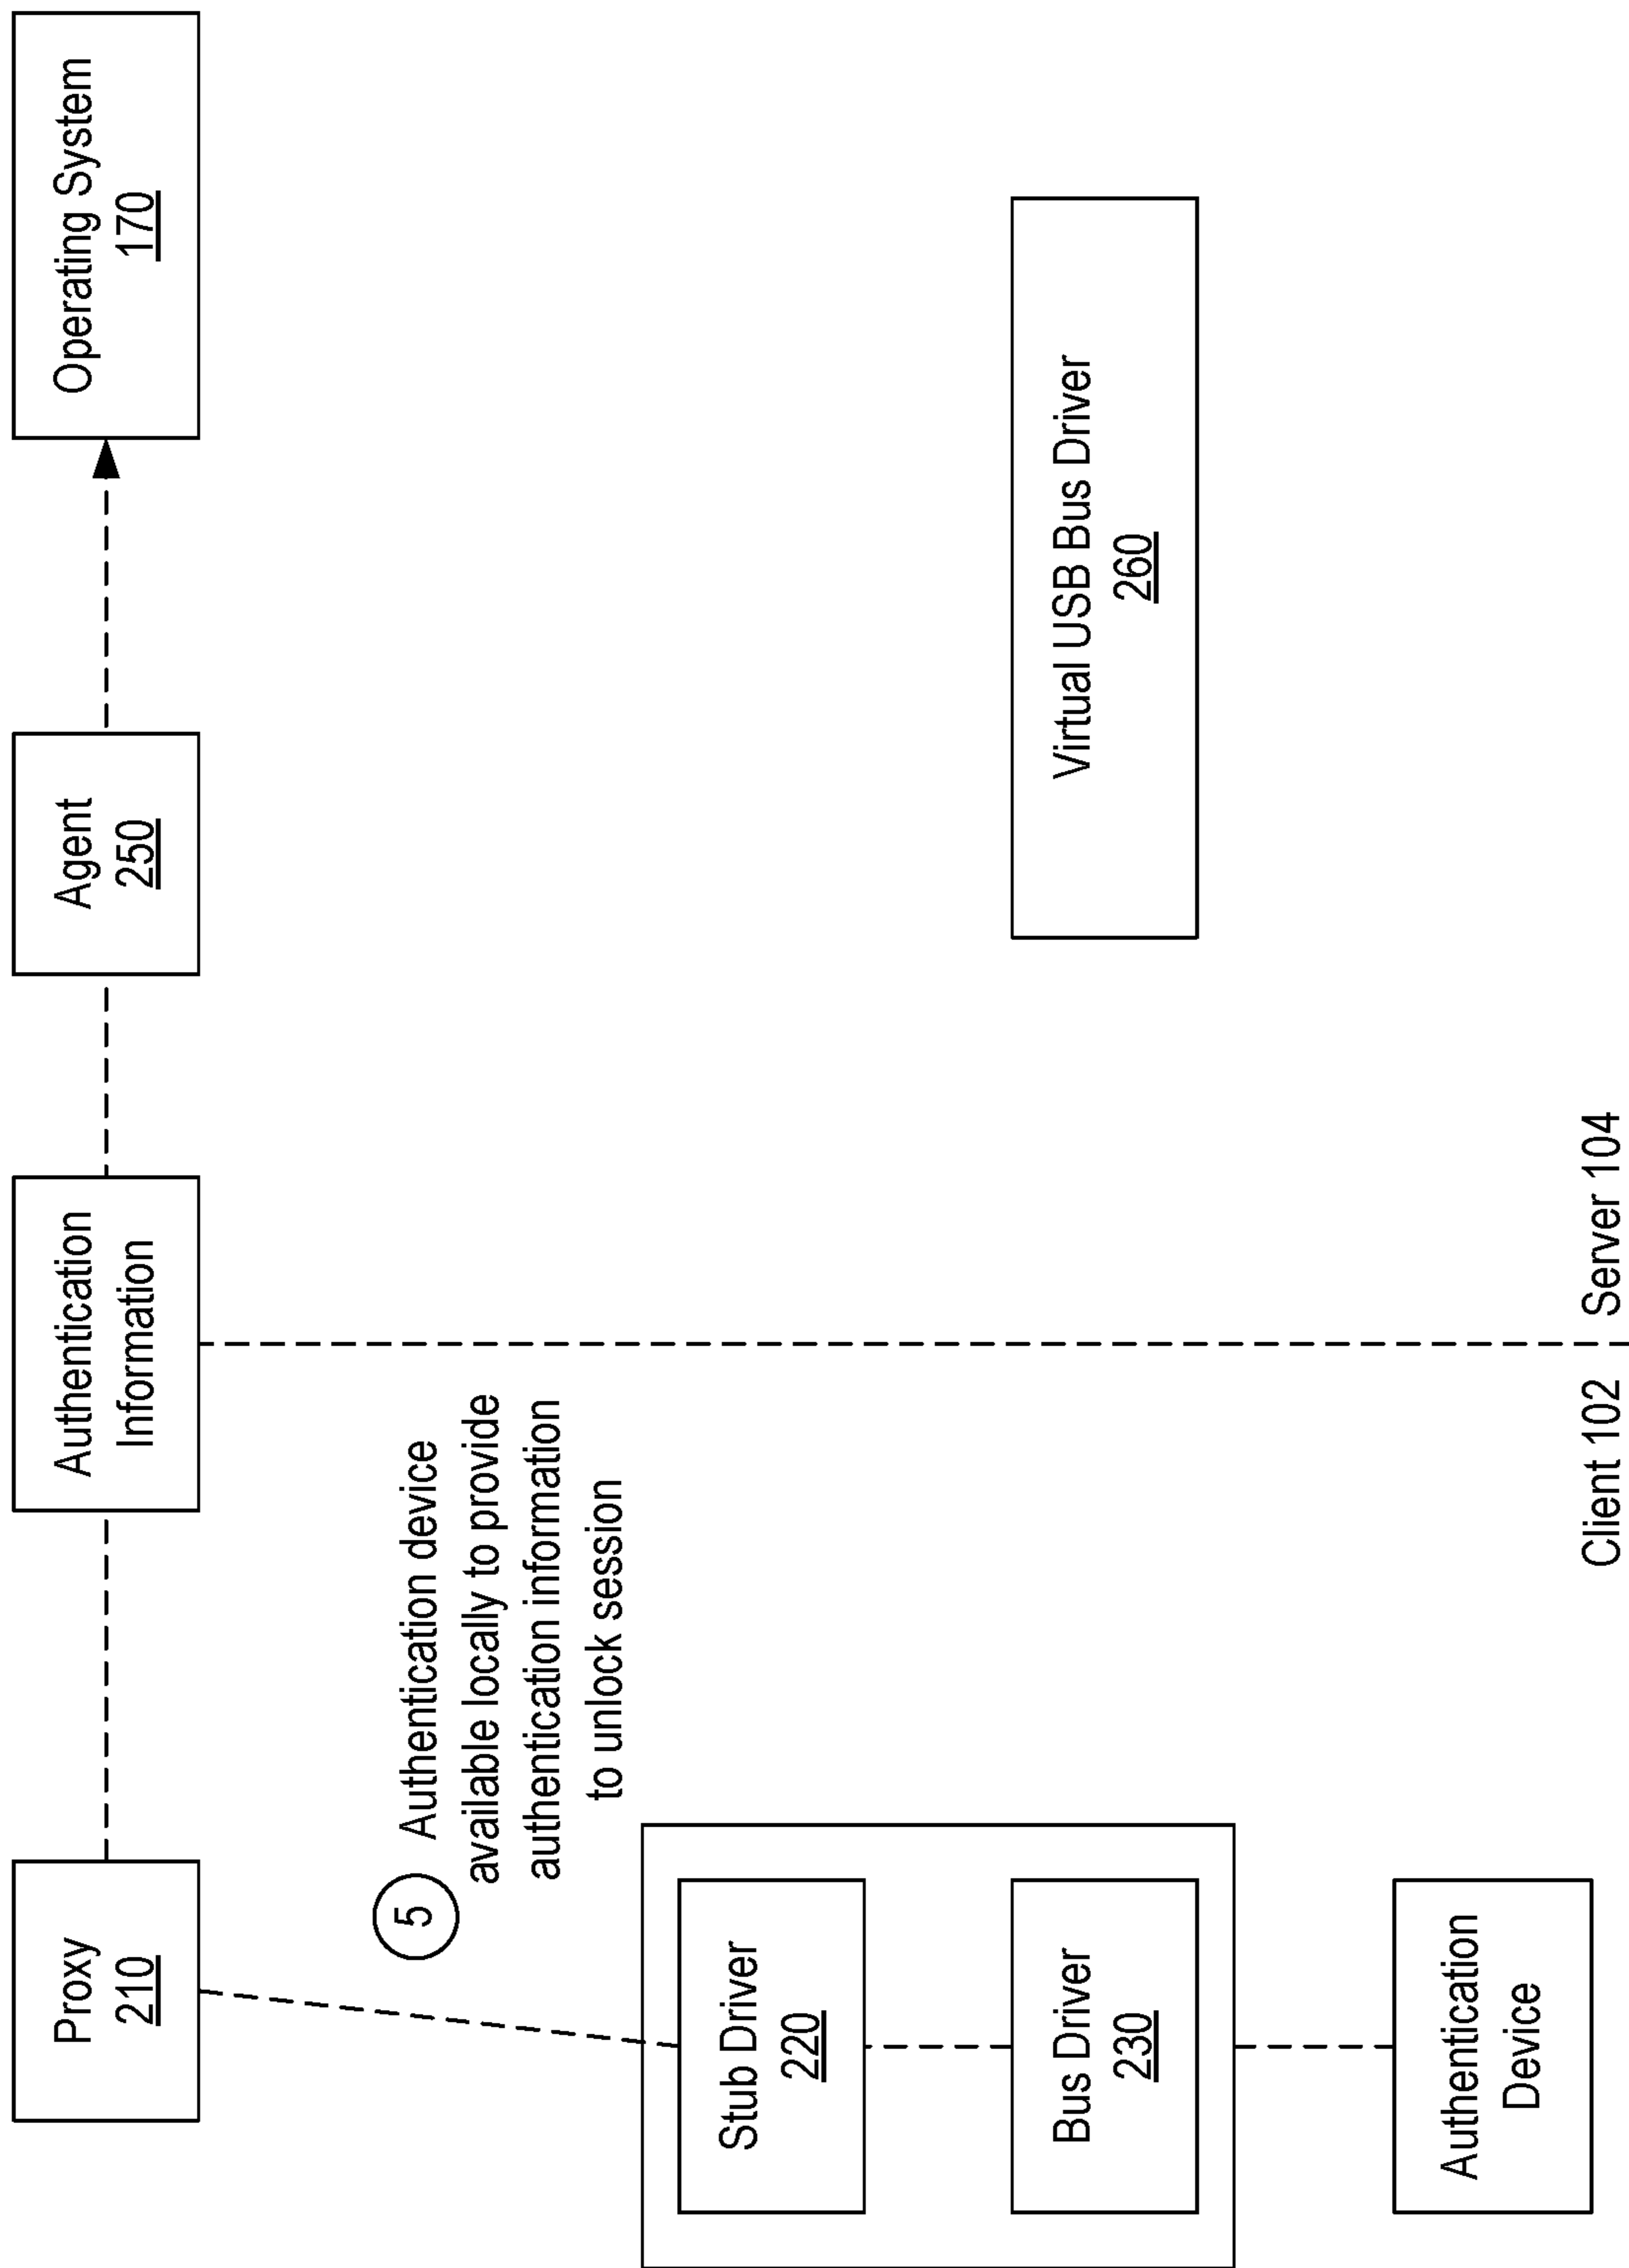 Proxy
210
Authentication
Information
Agent
250
Operating System
170
5 Authentication device
available locally to provide
authentication information
to unlock session
Stub Driver
220
Bus Driver
230
Virtual USB Bus Driver
260
Authentication
Device
Client 102 Server 104